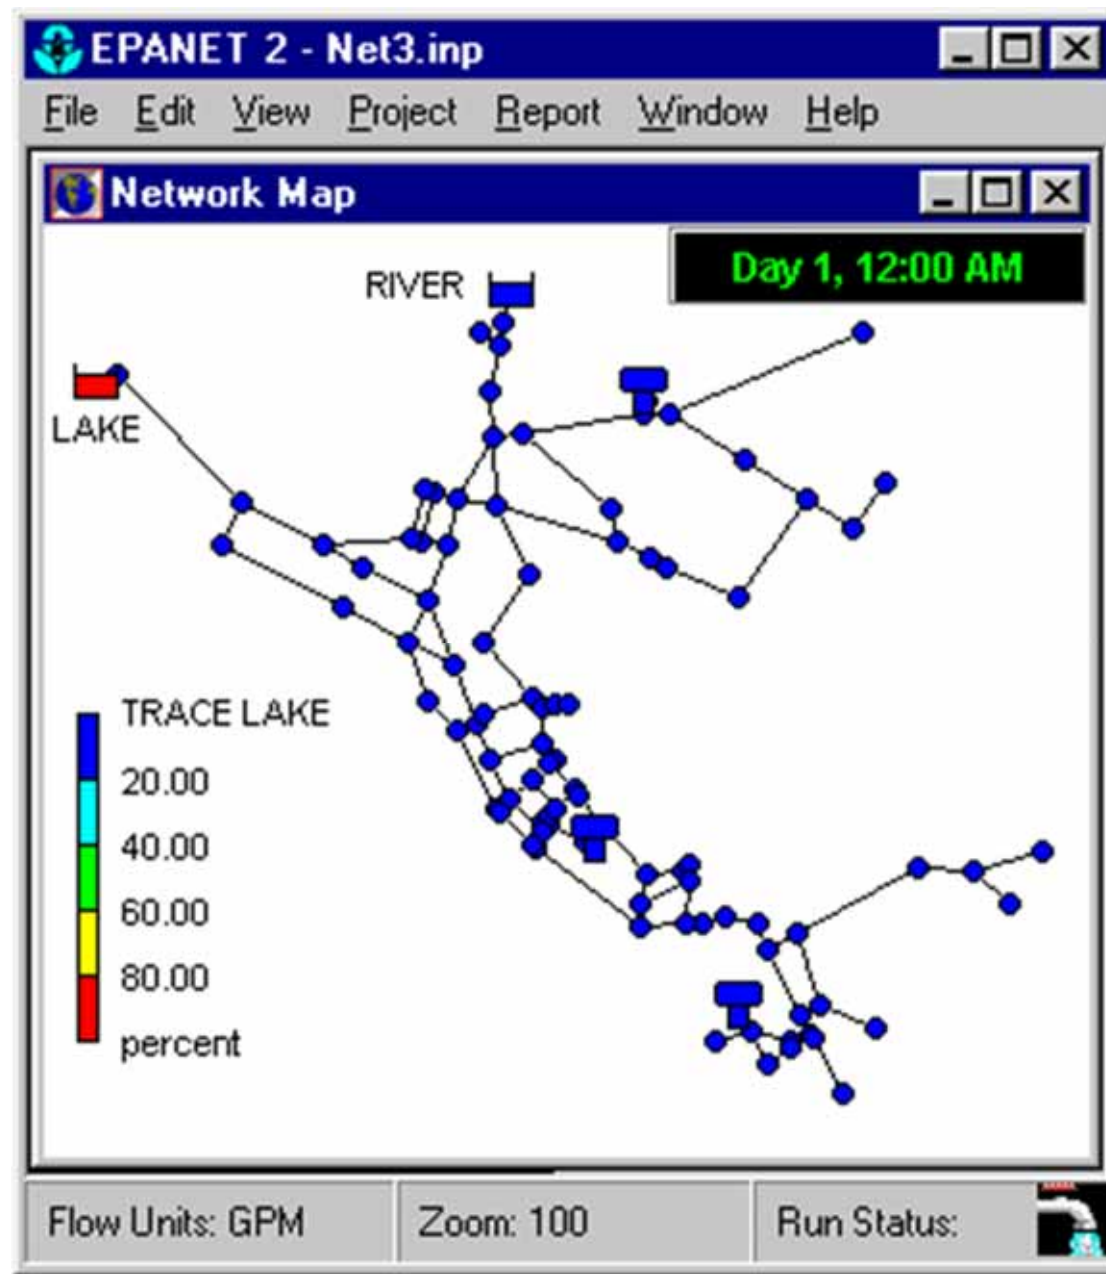 EPANET 2 - Net3.inp
File Edit View Project Report Window Help
Network Map
Day 1, 12:00 AM
RIVER
LAKE
TRACE LAKE
20.00
40.00
60.00
80.00
percent
Flow Units: GPM Zoom: 100 Run Status: